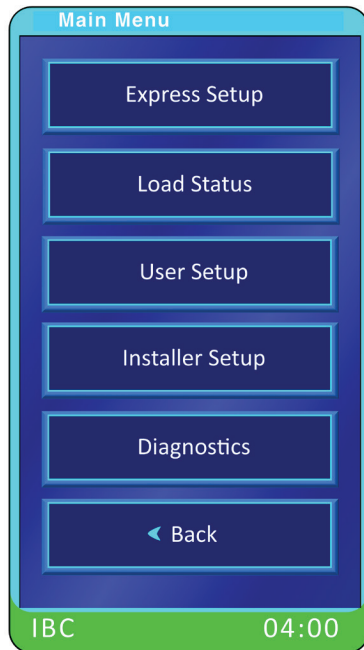 Main Menu
Express Setup
Load Status
User Setup
Installer Setup
Diagnostics
Back
IBC 04:00